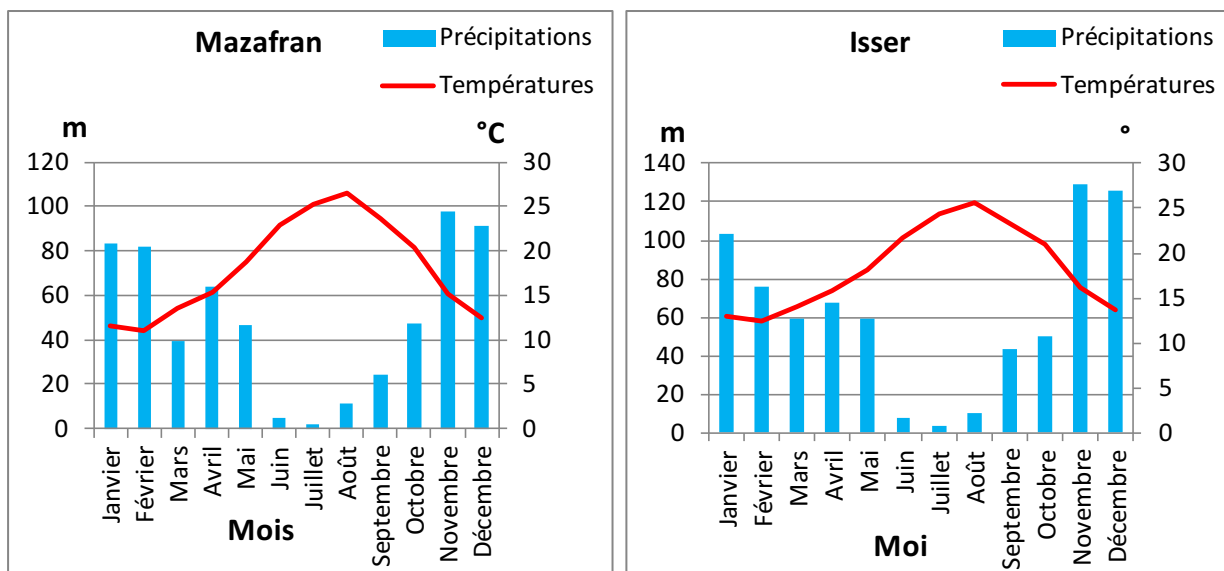 Mazafran
Précipitations
Températures
m
°C
120
100
80
60
40
20
0
30
25
20
15
10
5
0
Janvier
Février
Mars
Avril
Mai
Juin
Juillet
Août
Septembre
Octobre
Novembre
Décembre
Mois
Isser
Précipitations
Températures
m
°
140
120
100
80
60
40
20
0
30
25
20
15
10
5
0
Janvier
Février
Mars
Avril
Mai
Juin
Juillet
Août
Septembre
Octobre
Novembre
Décembre
Moi